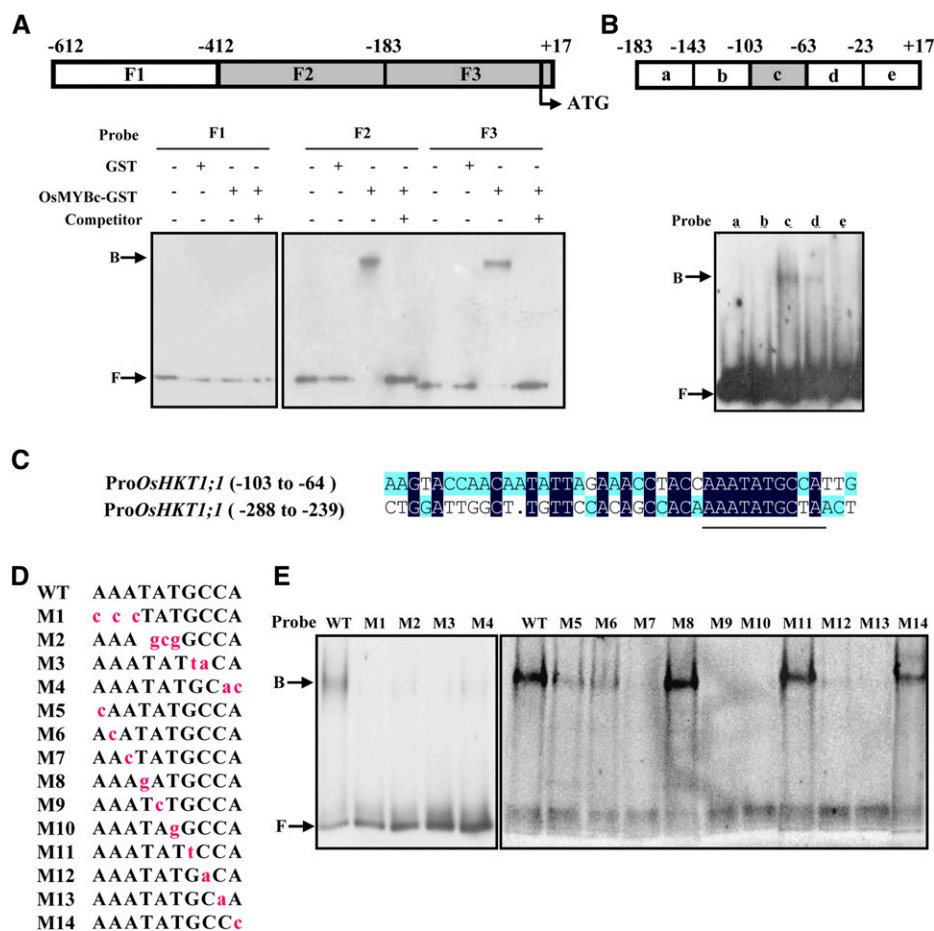 A
-612 -412 -183 +17
F1 F2 F3
ATG
Probe F1 F2 F3
GST - + - - - + - - - + - -
OsMYBc-GST - - + + - - + + - - + +
Competitor - - - + - - - + - - - +
B
F
B
-183 -143 -103 -63 -23 +17
a b c d e
Probe a b c d e
B
F
C
ProOsHKT1;1 (-103 to -64) AAGTACCAACAATATTAGAAACCTACCAAATATGCCATTG
ProOsHKT1;1 ( -288 to -239) CTGGATTGGCT.TGTTCCACAGCCACAAAATATGCTAACT
D
WT AAATATGCCA
M1 c c cTATGCCA
M2 AAA gcgGCCA
M3 AAATATtaCA
M4 AAATATGCac
M5 cAATATGCCA
M6 AcATATGCCA
M7 AAcTATGCCA
M8 AAAgATGCCA
M9 AAATcTGCCA
M10 AAATAgGCCA
M11 AAATATtCCA
M12 AAATATGaCA
M13 AAATATGCaA
M14 AAATATGCCc
E
Probe WT M1 M2 M3 M4 WT M5 M6 M7 M8 M9 M10 M11 M12 M13 M14
B
F